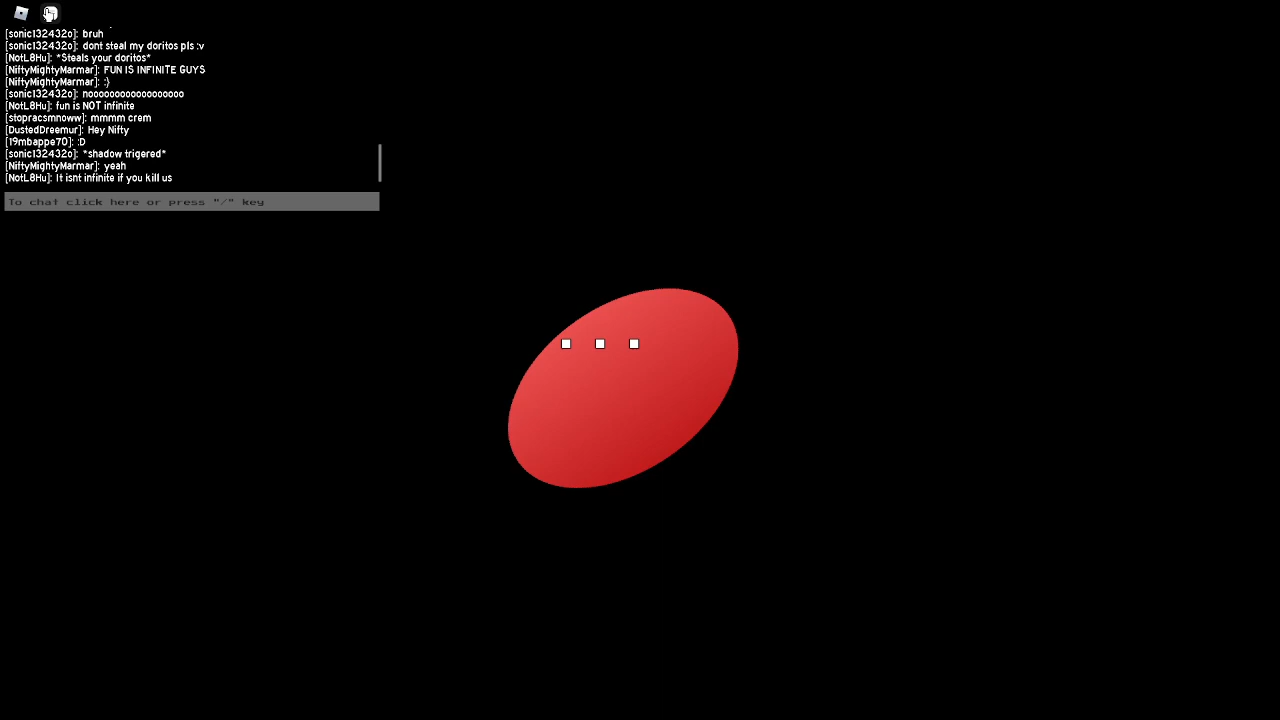 [sonic132432o]: bruh
[sonic132432o]: dont steal my doritos pls :v
[NotL8Hu]: *Steals your doritos*
[NiftyMightyMarmar]: FUN IS INFINITE GUYS
[NiftyMightyMarmar]: :}
[sonic132432o]: nooooooooooooooooo
[NotL8Hu]: fun is NOT infinite
[stopracsmnoww]: mmmm crem
[DustedDreemur]: Hey Nifty
[19mbappe70]: :D
[sonic132432o]: *shadow trigered*
[NiftyMightyMarmar]: yeah
[NotL8Hu]: It isnt infinite if you kill us
To chat click here or press "/" key